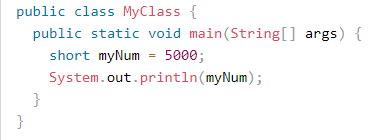 public class MyClass {
  public static void main(String[] args) {
    short myNum = 5000;
    System.out.println(myNum);
  }
}